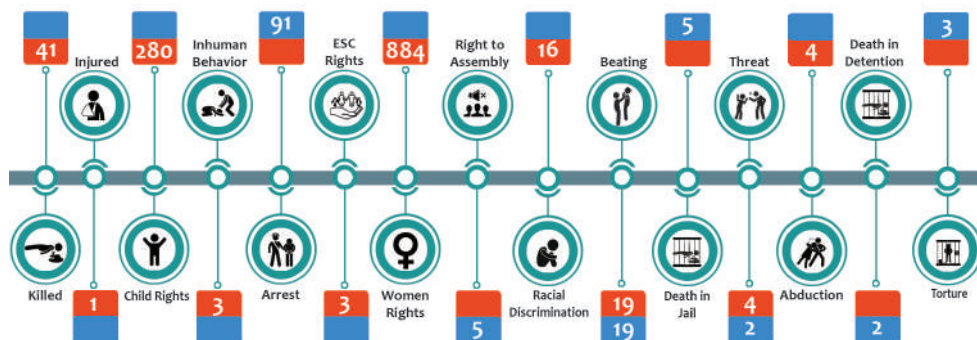 41
Injured
280
Inhuman
Behavior
91
ESC
Rights
884
Right to
Assembly
16
Beating
5
Threat
4
Death in
Detention
3
Killed
1
Child Rights
3
Arrest
3
Women
Rights
5
Racial
Discrimination
19
19
Death in
Jail
4
2
Abduction
2
Torture